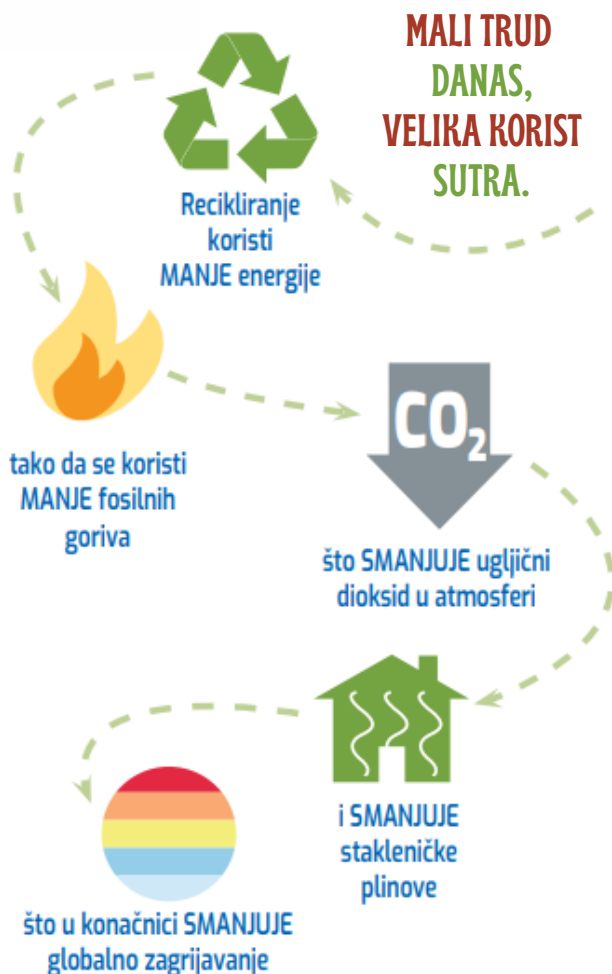 MALI TRUD
DANAS,
VELIKA KORIST
SUTRA.
Recikliranje
koristi
MANJE energije
tako da se koristi
MANJE fosilnih
goriva
CO₂
što SMANJUJE ugljični
dioksid u atmosferi
i SMANJUJE
stakleničke
plinove
što u konačnici SMANJUJE
globalno zagrijavanje